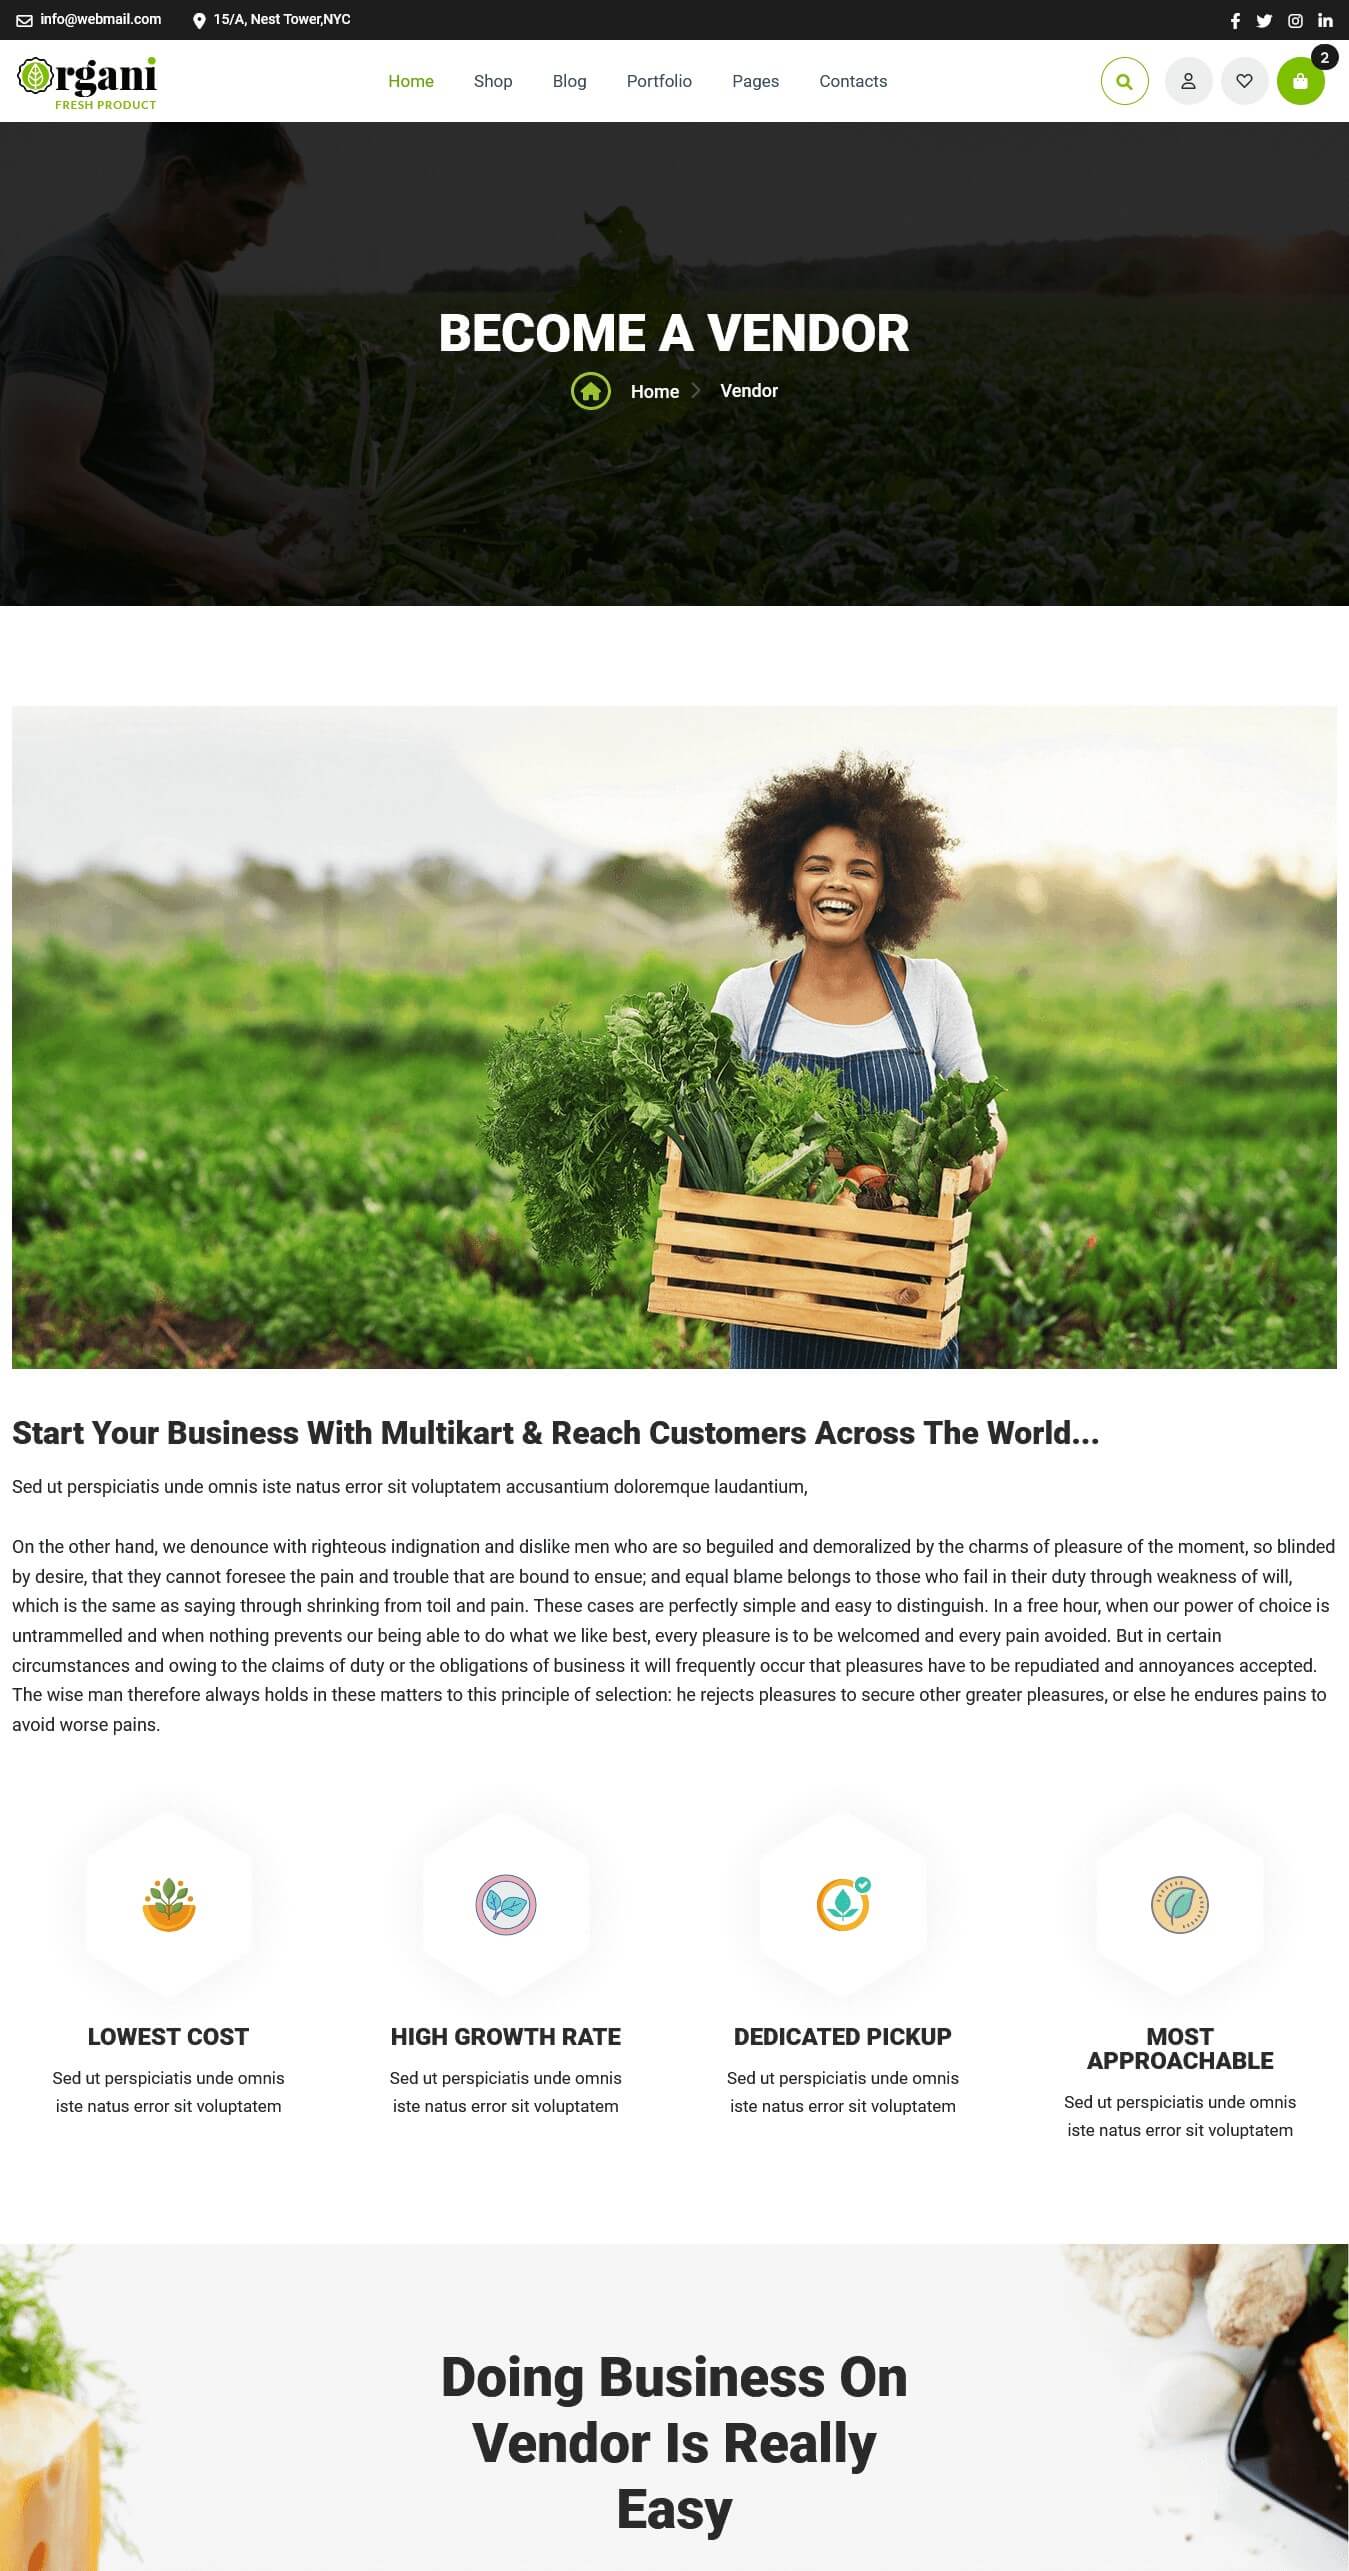 info@webmail.com
15/A, Nest Tower,NYC
Organi
FRESH PRODUCT
Home
Shop
Blog
Portfolio
Pages
Contacts
2
BECOME A VENDOR
Home
Vendor
Start Your Business With Multikart & Reach Customers Across The World...
Sed ut perspiciatis unde omnis iste natus error sit voluptatem accusantium doloremque laudantium,
On the other hand, we denounce with righteous indignation and dislike men who are so beguiled and demoralized by the charms of pleasure of the moment, so blinded
by desire, that they cannot foresee the pain and trouble that are bound to ensue; and equal blame belongs to those who fail in their duty through weakness of will,
which is the same as saying through shrinking from toil and pain. These cases are perfectly simple and easy to distinguish. In a free hour, when our power of choice is
untrammelled and when nothing prevents our being able to do what we like best, every pleasure is to be welcomed and every pain avoided. But in certain
circumstances and owing to the claims of duty or the obligations of business it will frequently occur that pleasures have to be repudiated and annoyances accepted.
The wise man therefore always holds in these matters to this principle of selection: he rejects pleasures to secure other greater pleasures, or else he endures pains to
avoid worse pains.
LOWEST COST
Sed ut perspiciatis unde omnis
iste natus error sit voluptatem
HIGH GROWTH RATE
Sed ut perspiciatis unde omnis
iste natus error sit voluptatem
DEDICATED PICKUP
Sed ut perspiciatis unde omnis
iste natus error sit voluptatem
MOST
APPROACHABLE
Sed ut perspiciatis unde omnis
iste natus error sit voluptatem
Doing Business On
Vendor Is Really
Easy